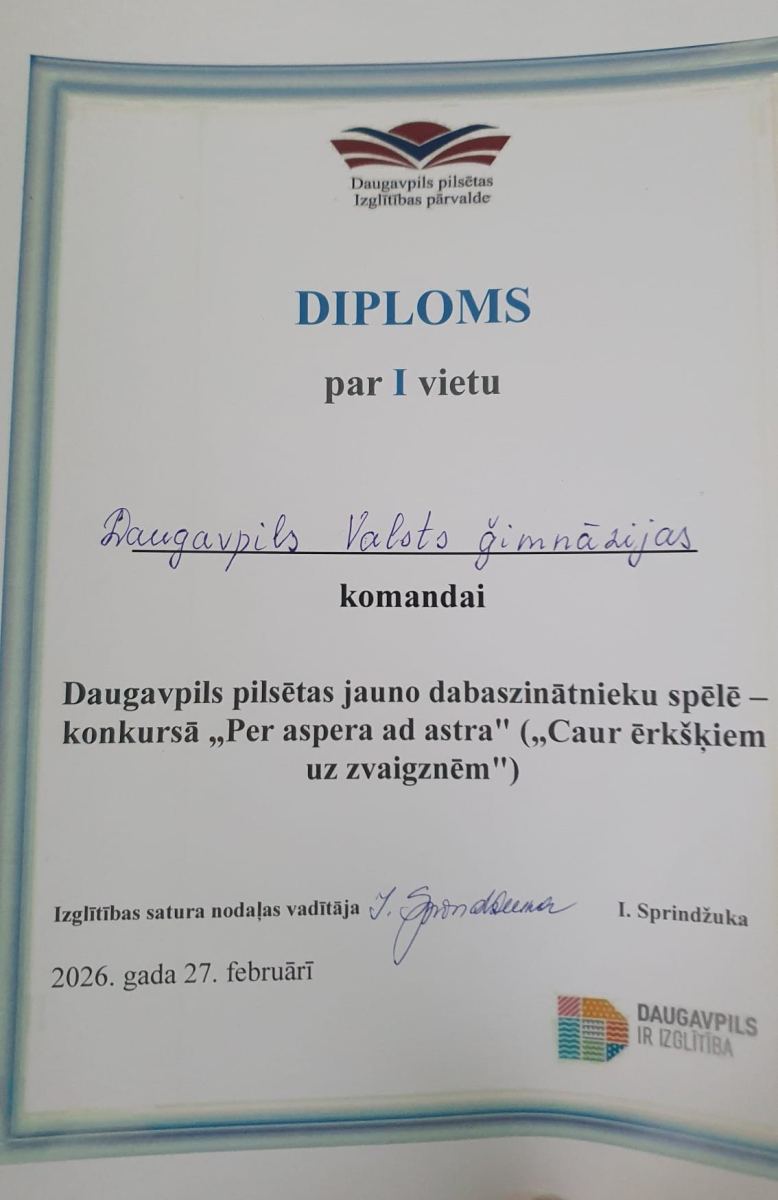 Daugavpils pilsētas
Izglītības pārvalde
DIPLOMS
par I vietu
Daugavpils Valsts ģimnāzijas
komandai
Daugavpils pilsētas jauno dabaszinātnieku spēlē –
konkursā „Per aspera ad astra" („Caur ērkšķiem
uz zvaigznēm")
Izglītības satura nodaļas vadītāja I. Sprindžuka I. Sprindžuka
2026. gada 27. februārī
DAUGAVPILS
IR IZGLĪTĪBA